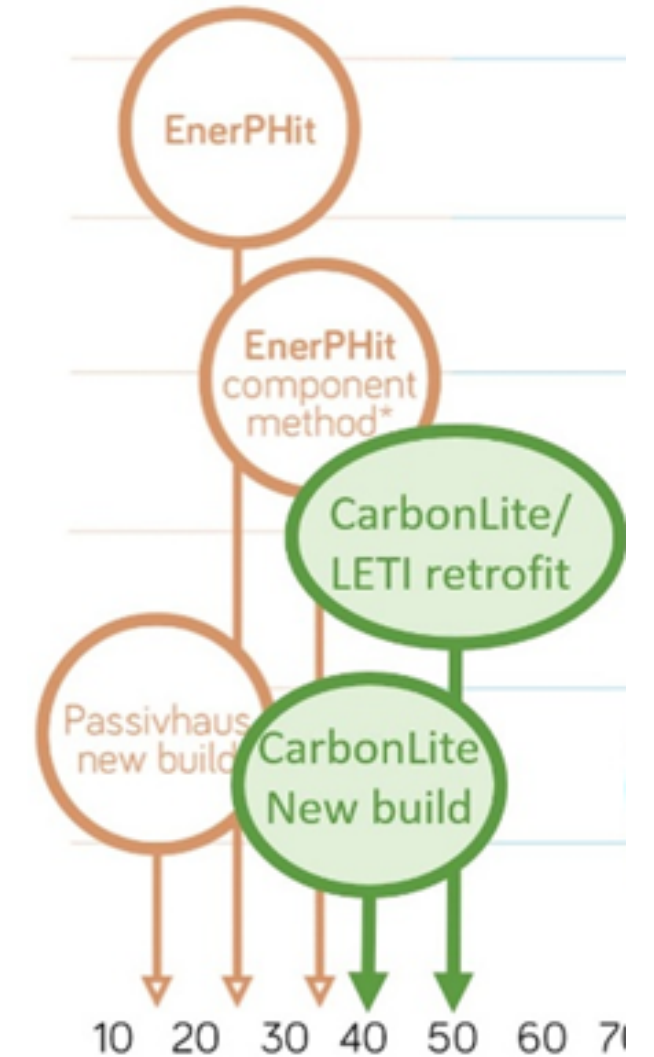 EnerPHit
EnerPHit
component
method*
CarbonLite/
LETI retrofit
Passivhaus
new build
CarbonLite
New build
10 20 30 40 50 60